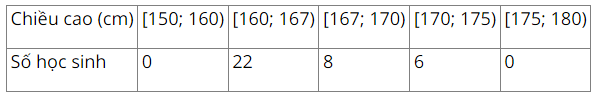 Chiều cao (cm) [150; 160) [160; 167) [167; 170) [170; 175) [175; 180)
Số học sinh 0 22 8 6 0